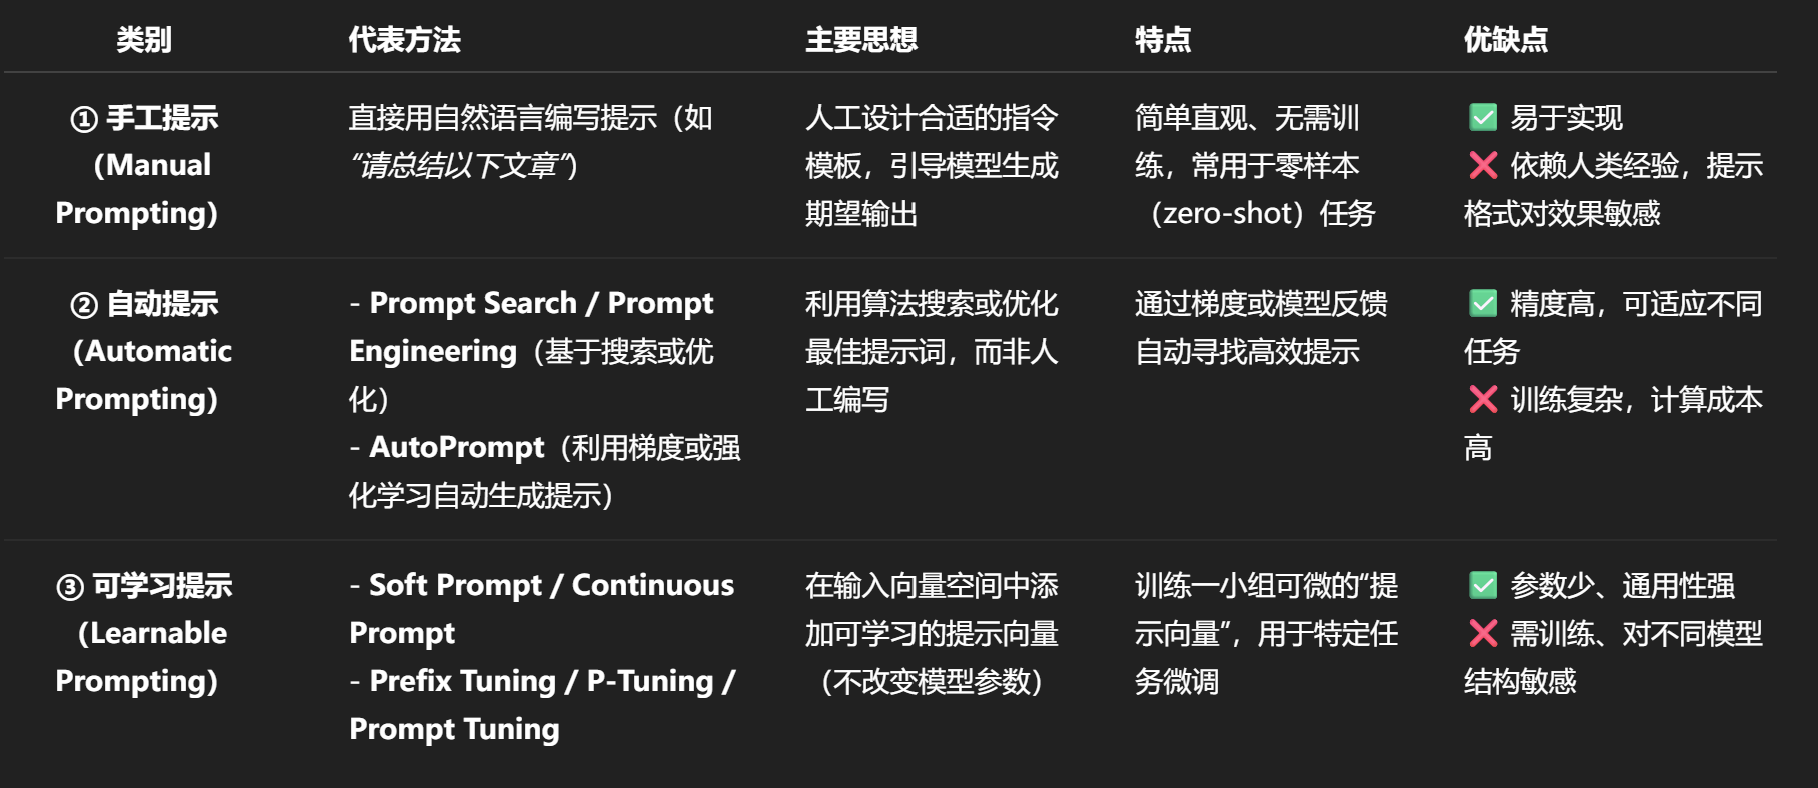 类别 代表方法 主要思想 特点 优缺点
① 手工提示
（Manual
Prompting）
直接用自然语言编写提示（如
“请总结以下文章”）
人工设计合适的指令
模板，引导模型生成
期望输出
简单直观、无需训
练，常用于零样本
（zero-shot）任务
✅ 易于实现
❌ 依赖人类经验，提示
格式对效果敏感
② 自动提示
（Automatic
Prompting）
- Prompt Search / Prompt
Engineering（基于搜索或优
化）
- AutoPrompt（利用梯度或强
化学习自动生成提示）
利用算法搜索或优化
最佳提示词，而非人
工编写
通过梯度或模型反馈
自动寻找高效提示
✅ 精度高，可适应不同
任务
❌ 训练复杂，计算成本
高
③ 可学习提示
（Learnable
Prompting）
- Soft Prompt / Continuous
Prompt
- Prefix Tuning / P-Tuning /
Prompt Tuning
在输入向量空间中添
加可学习的提示向量
（不改变模型参数）
训练一小组可微的“提
示向量”，用于特定任
务微调
✅ 参数少、通用性强
❌ 需训练、对不同模型
结构敏感